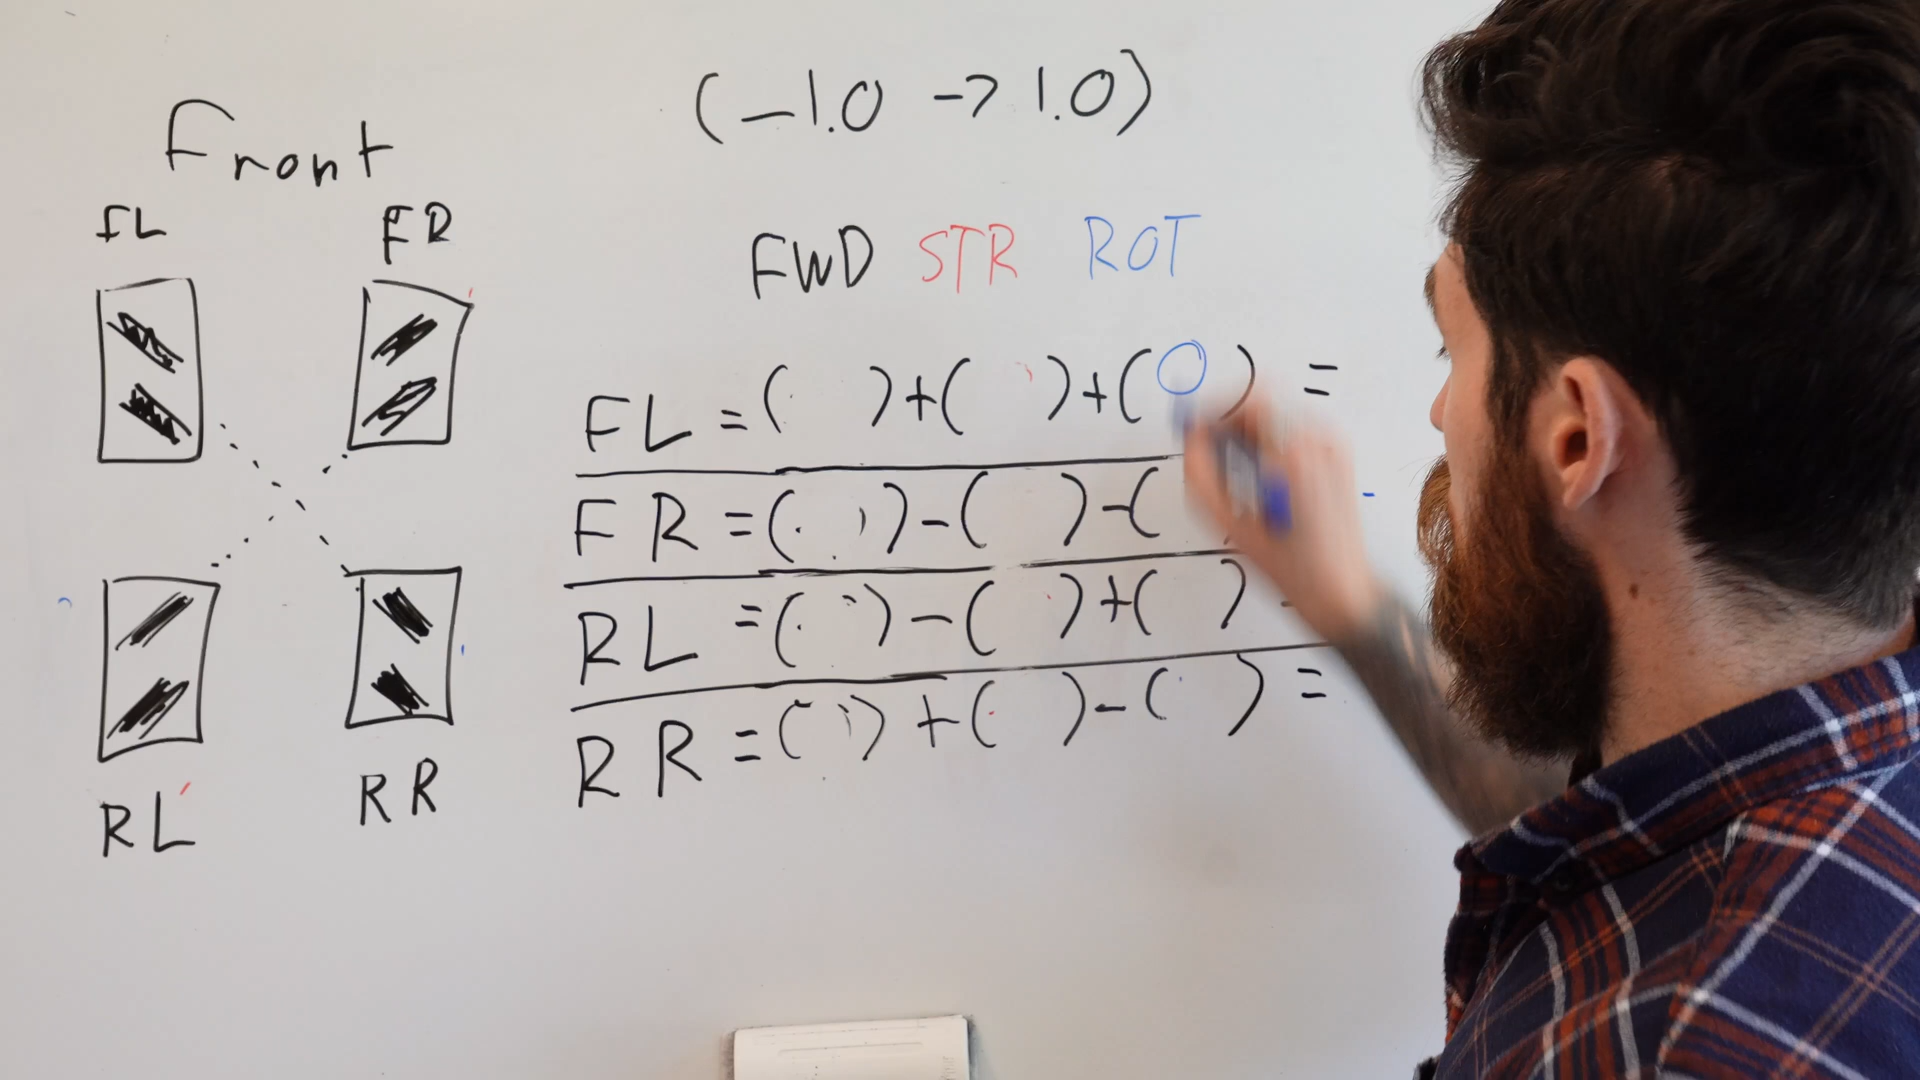 Front
FL FR
RL RR
(-1.0 -> 1.0)
FWD STR ROT
FL = ( ) + ( ) + (0 ) =
FR = ( ) - ( ) - (
RL = ( ) - ( ) + ( ) -
RR = ( ) + ( ) - ( ) =